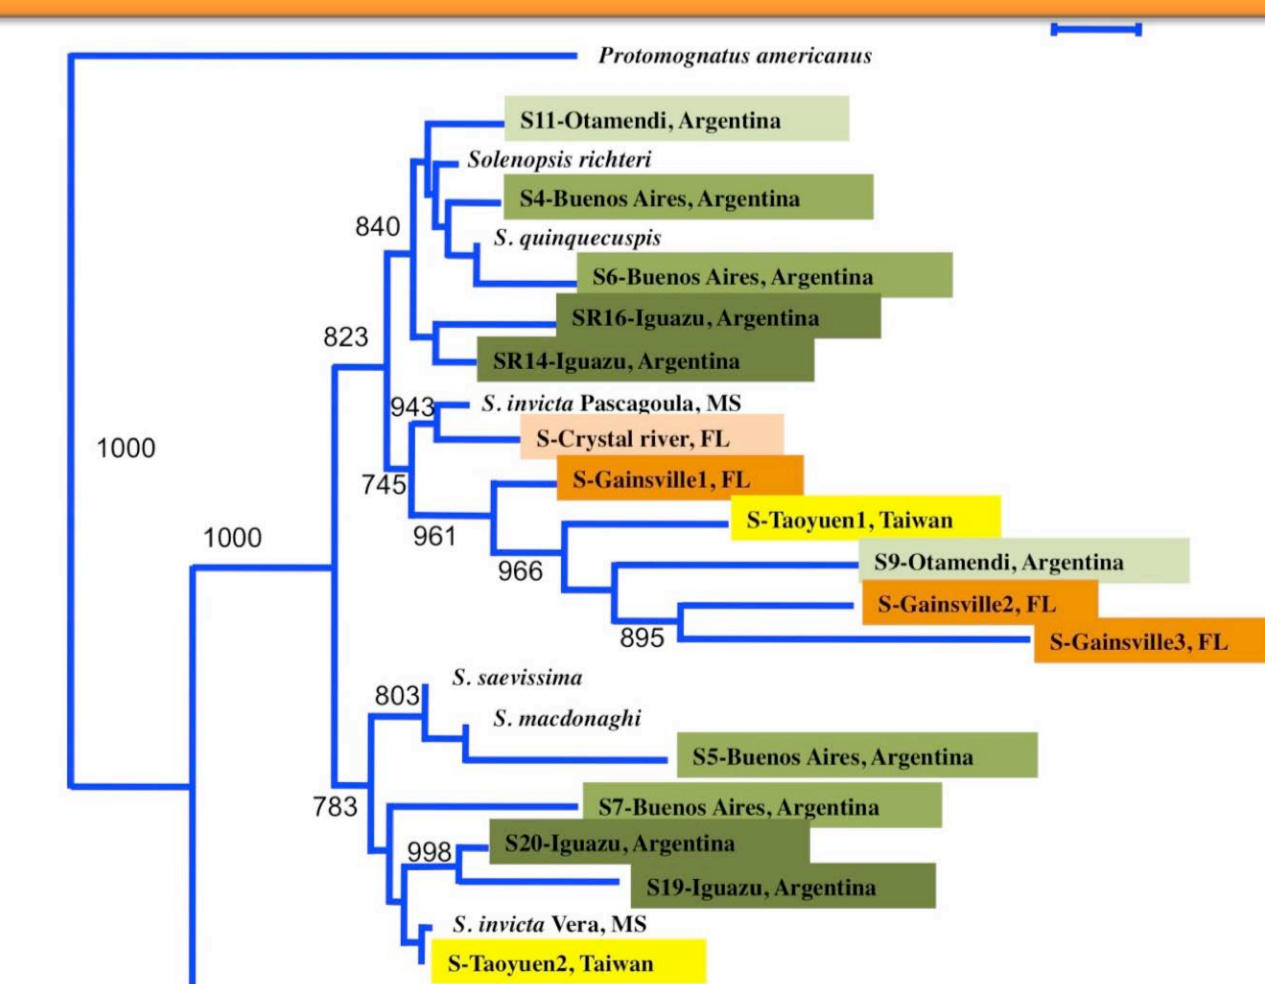 Protomognatus americanus
S11-Otamendi, Argentina
Solenopsis richteri
S4-Buenos Aires, Argentina
840
S. quinquecuspis
S6-Buenos Aires, Argentina
SR16-Iguazu, Argentina
823
SR14-Iguazu, Argentina
943
S. invicta Pascagoula, MS
S-Crystal river, FL
1000
745
S-Gainsville1, FL
S-Taoyuen1, Taiwan
961
1000
S9-Otamendi, Argentina
966
S-Gainsville2, FL
895
S-Gainsville3, FL
S. saevissima
803
S. macdonaghi
S5-Buenos Aires, Argentina
783
S7-Buenos Aires, Argentina
S20-Iguazu, Argentina
998
S19-Iguazu, Argentina
S. invicta Vera, MS
S-Taoyuen2, Taiwan